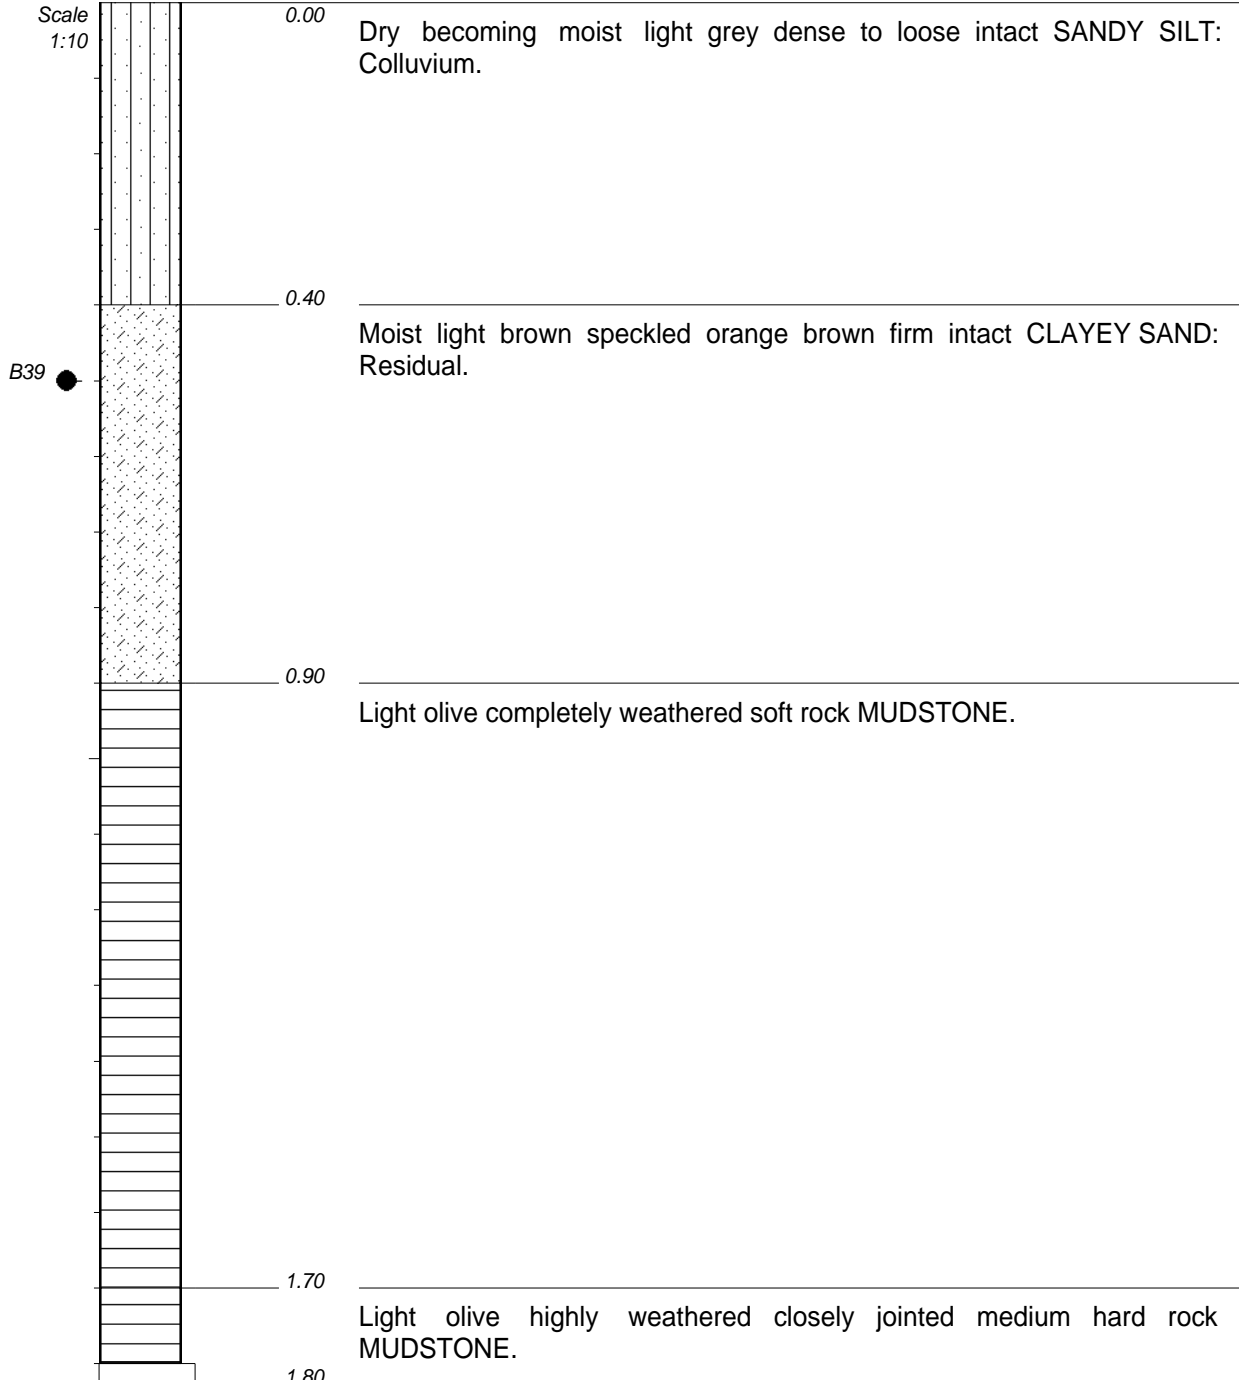 Scale
1:10
0.00
Dry becoming moist light grey dense to loose intact SANDY SILT:
Colluvium.
0.40
Moist light brown speckled orange brown firm intact CLAYEY SAND:
Residual.
B39
0.90
Light olive completely weathered soft rock MUDSTONE.
1.70
Light olive highly weathered closely jointed medium hard rock
MUDSTONE.
1.80